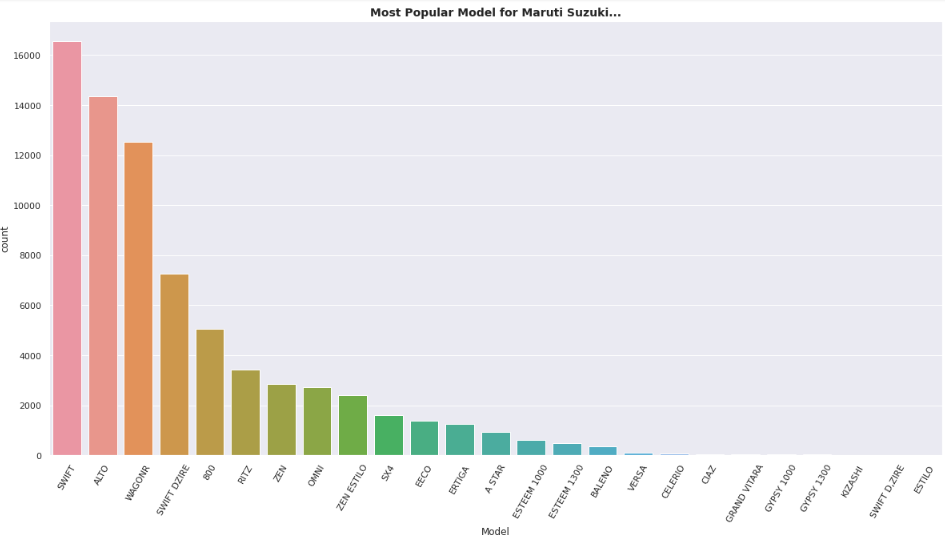 Most Popular Model for Maruti Suzuki...
16000
14000
12000
10000
8000
6000
4000
2000
0
count
SWIFT
ALTO
WAGONR
SWIFT DZIRE
800
RITZ
ZEN
OMNI
ZEN ESTILO
SX4
EECO
ERTIGA
A STAR
ESTEEM 1000
ESTEEM 1300
BALENO
VERSA
CELERIO
CIAZ
GRAND VITARA
GYPSY 1000
GYPSY 1300
KIZASHI
SWIFT D.ZIRE
ESTILO
Model